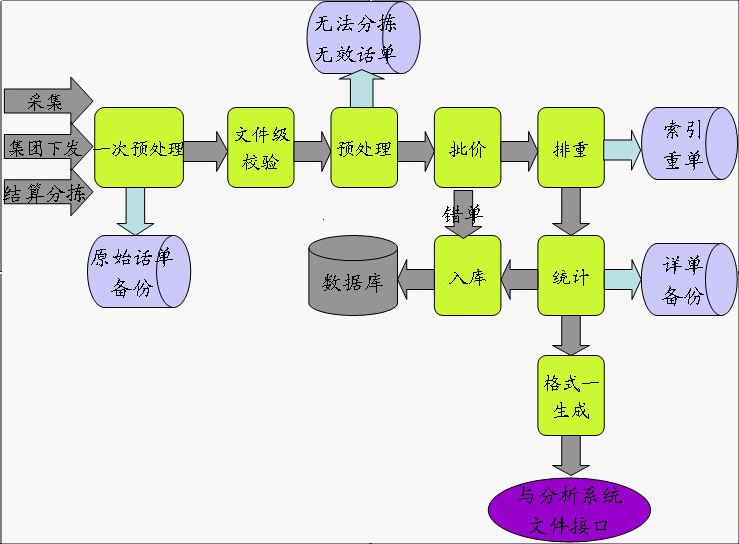 无法分拣
无效话单
采集
集团下发
结算分拣
一次预处理
文件级
校验
预处理
批价
排重
索引
重单
错单
原始话单
备份
数据库
入库
统计
详单
备份
格式一
生成
与分析系统
文件接口